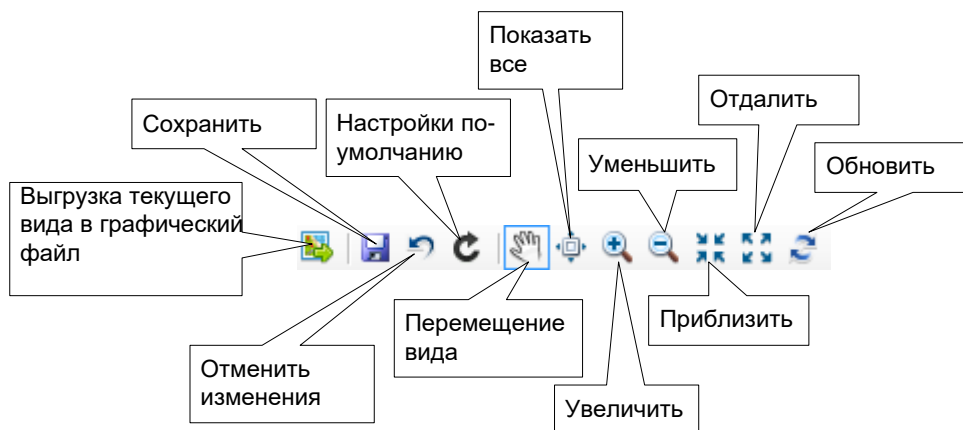 Показать
все
Отдалить
Сохранить
Настройки по-
умолчанию
Уменьшить
Обновить
Выгрузка текущего
вида в графический
файл
Перемещение
вида
Приблизить
Отменить
изменения
Увеличить